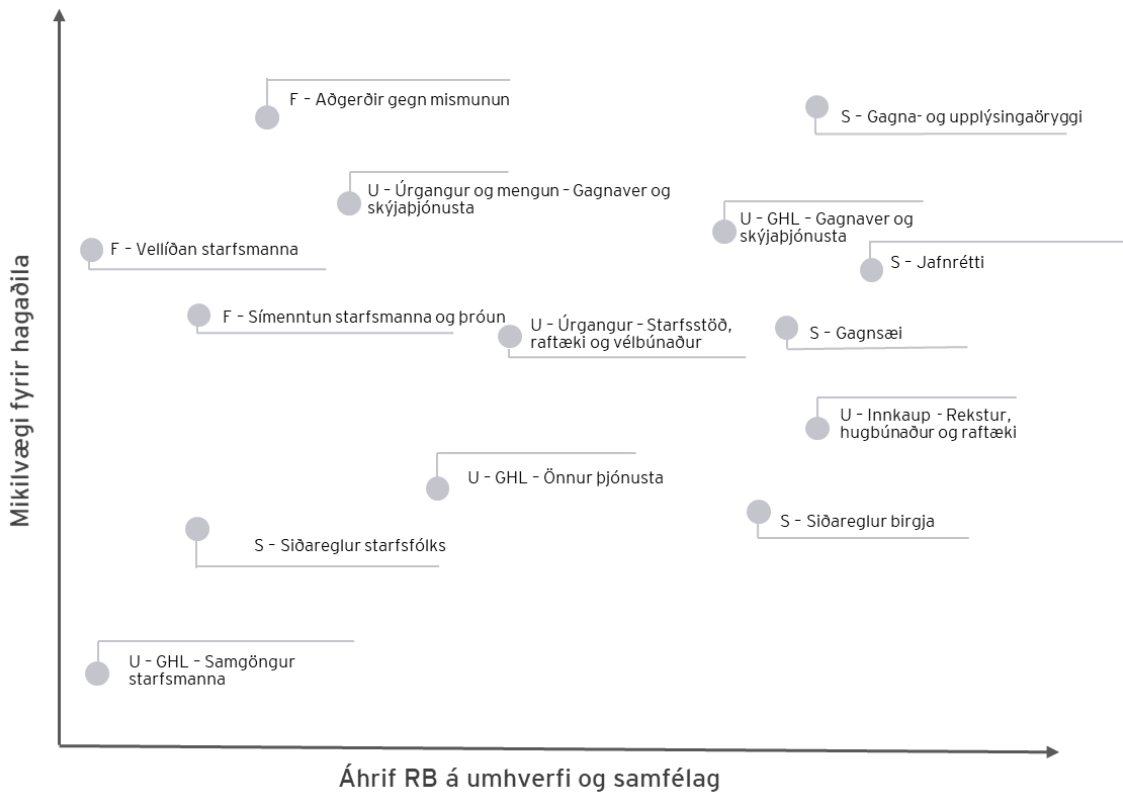 F – Aðgerðir gegn mismunun
S – Gagna- og upplýsingaöryggi
U – Úrgangur og mengun – Gagnaver og
skýjaþjónusta
U – GHL – Gagnaver og
skýjaþjónusta
F – Vellíðan starfsmanna
S – Jafnrétti
F – Símenntun starfsmanna og þróun
U – Úrgangur – Starfsstöð,
raftæki og vélbúnaður
S – Gagnsæi
U – Innkaup - Rekstur,
hugbúnaður og raftæki
U – GHL – Önnur þjónusta
S – Siðareglur birgja
S – Siðareglur starfsfólks
U – GHL – Samgöngur
starfsmanna
Mikilvægi fyrir hagaðila
Áhrif RB á umhverfi og samfélag